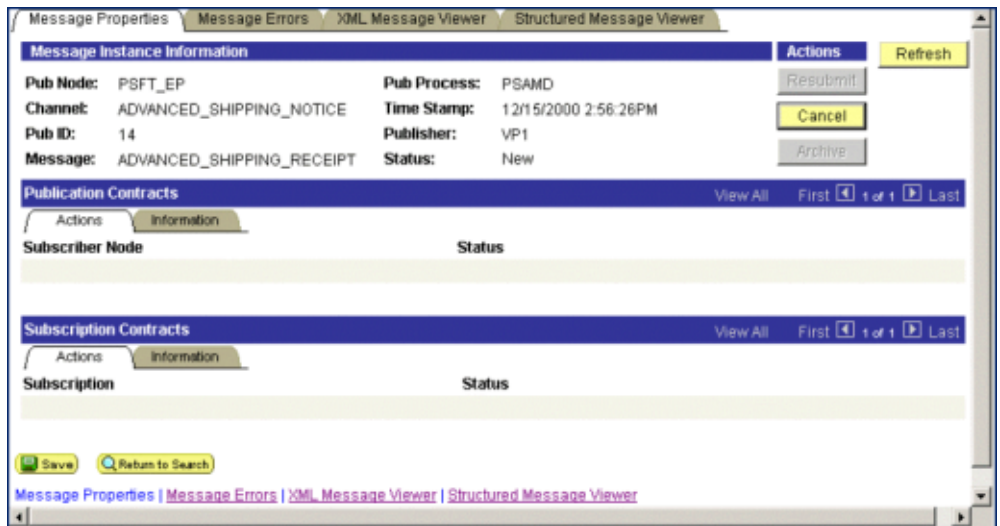 Message Properties Message Errors XML Message Viewer Structured Message Viewer
Message Instance Information Actions Refresh
Pub Node: PSFT_EP Pub Process: PSAMD Resubmit
Channel: ADVANCED_SHIPPING_NOTICE Time Stamp: 12/15/2000 2:56:26PM Cancel
Pub ID: 14 Publisher: VP1
Message: ADVANCED_SHIPPING_RECEIPT Status: New Archive
Publication Contracts View All First 1 of 1 Last
Actions Information
Subscriber Node Status
Subscription Contracts View All First 1 of 1 Last
Actions Information
Subscription Status
Save Return to Search
Message Properties | Message Errors | XML Message Viewer | Structured Message Viewer